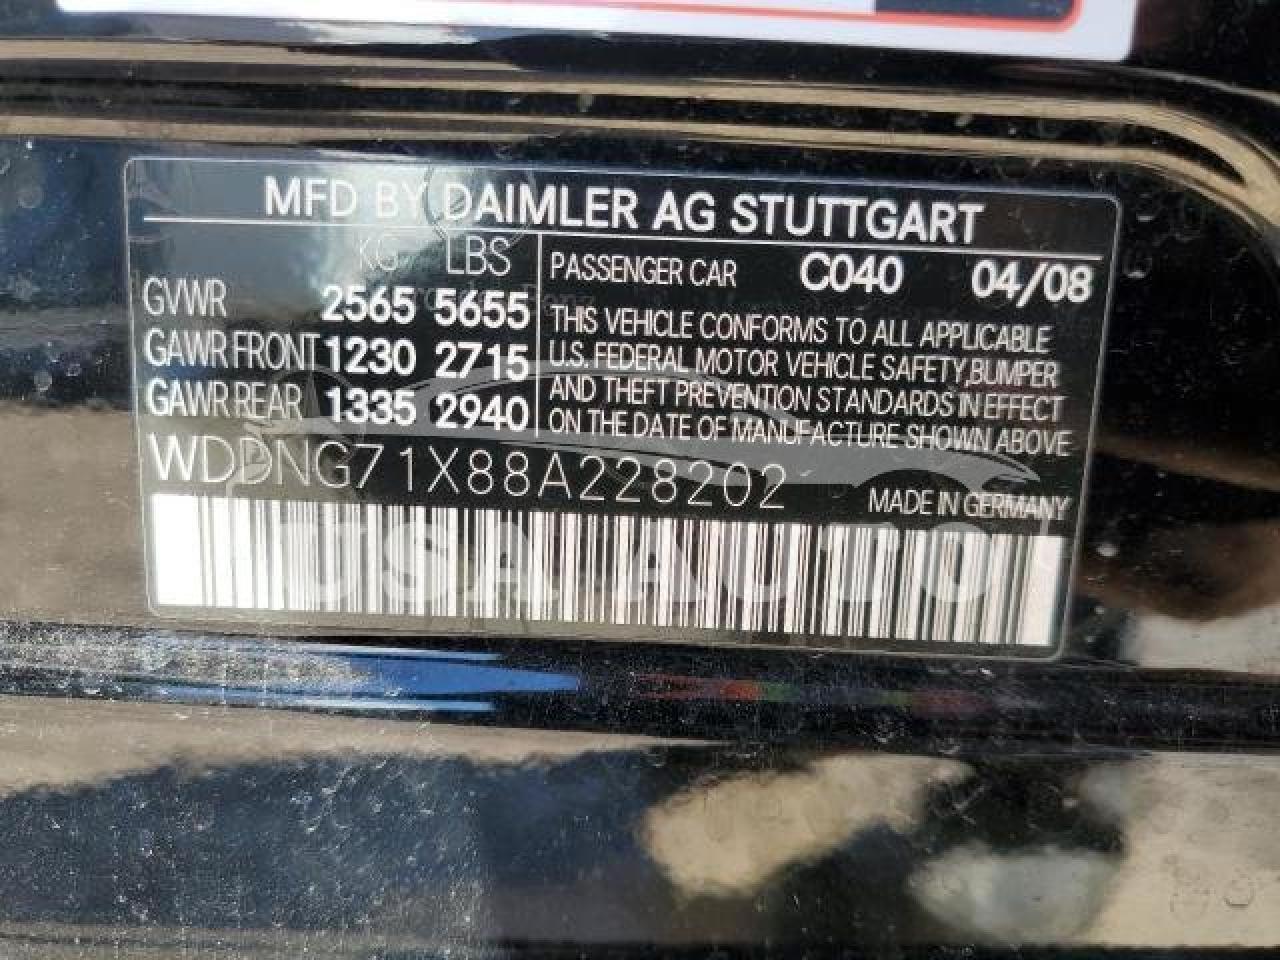 MFD BY DAIMLER AG STUTTGART
KG LBS
GVWR 2565 5655
GAWR FRONT 1230 2715
GAWR REAR 1335 2940
PASSENGER CAR C040 04/08
THIS VEHICLE CONFORMS TO ALL APPLICABLE
U.S. FEDERAL MOTOR VEHICLE SAFETY, BUMPER
AND THEFT PREVENTION STANDARDS IN EFFECT
ON THE DATE OF MANUFACTURE SHOWN ABOVE
WDDNG71X88A228202
MADE IN GERMANY
USA AUTO